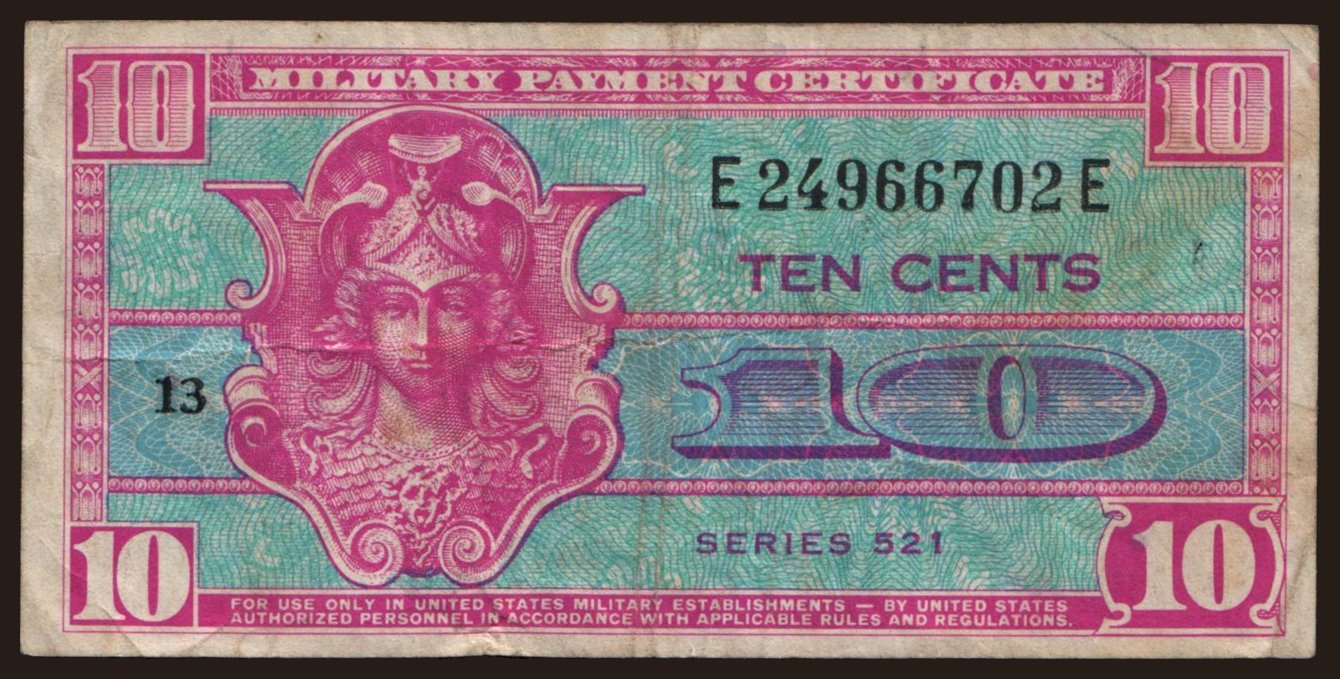 10 MILITARY PAYMENT CERTIFICATE 10
E24966702E
TEN CENTS
13
10
SERIES 521
10
10
FOR USE ONLY IN UNITED STATES MILITARY ESTABLISHMENTS — BY UNITED STATES
AUTHORIZED PERSONNEL IN ACCORDANCE WITH APPLICABLE RULES AND REGULATIONS.